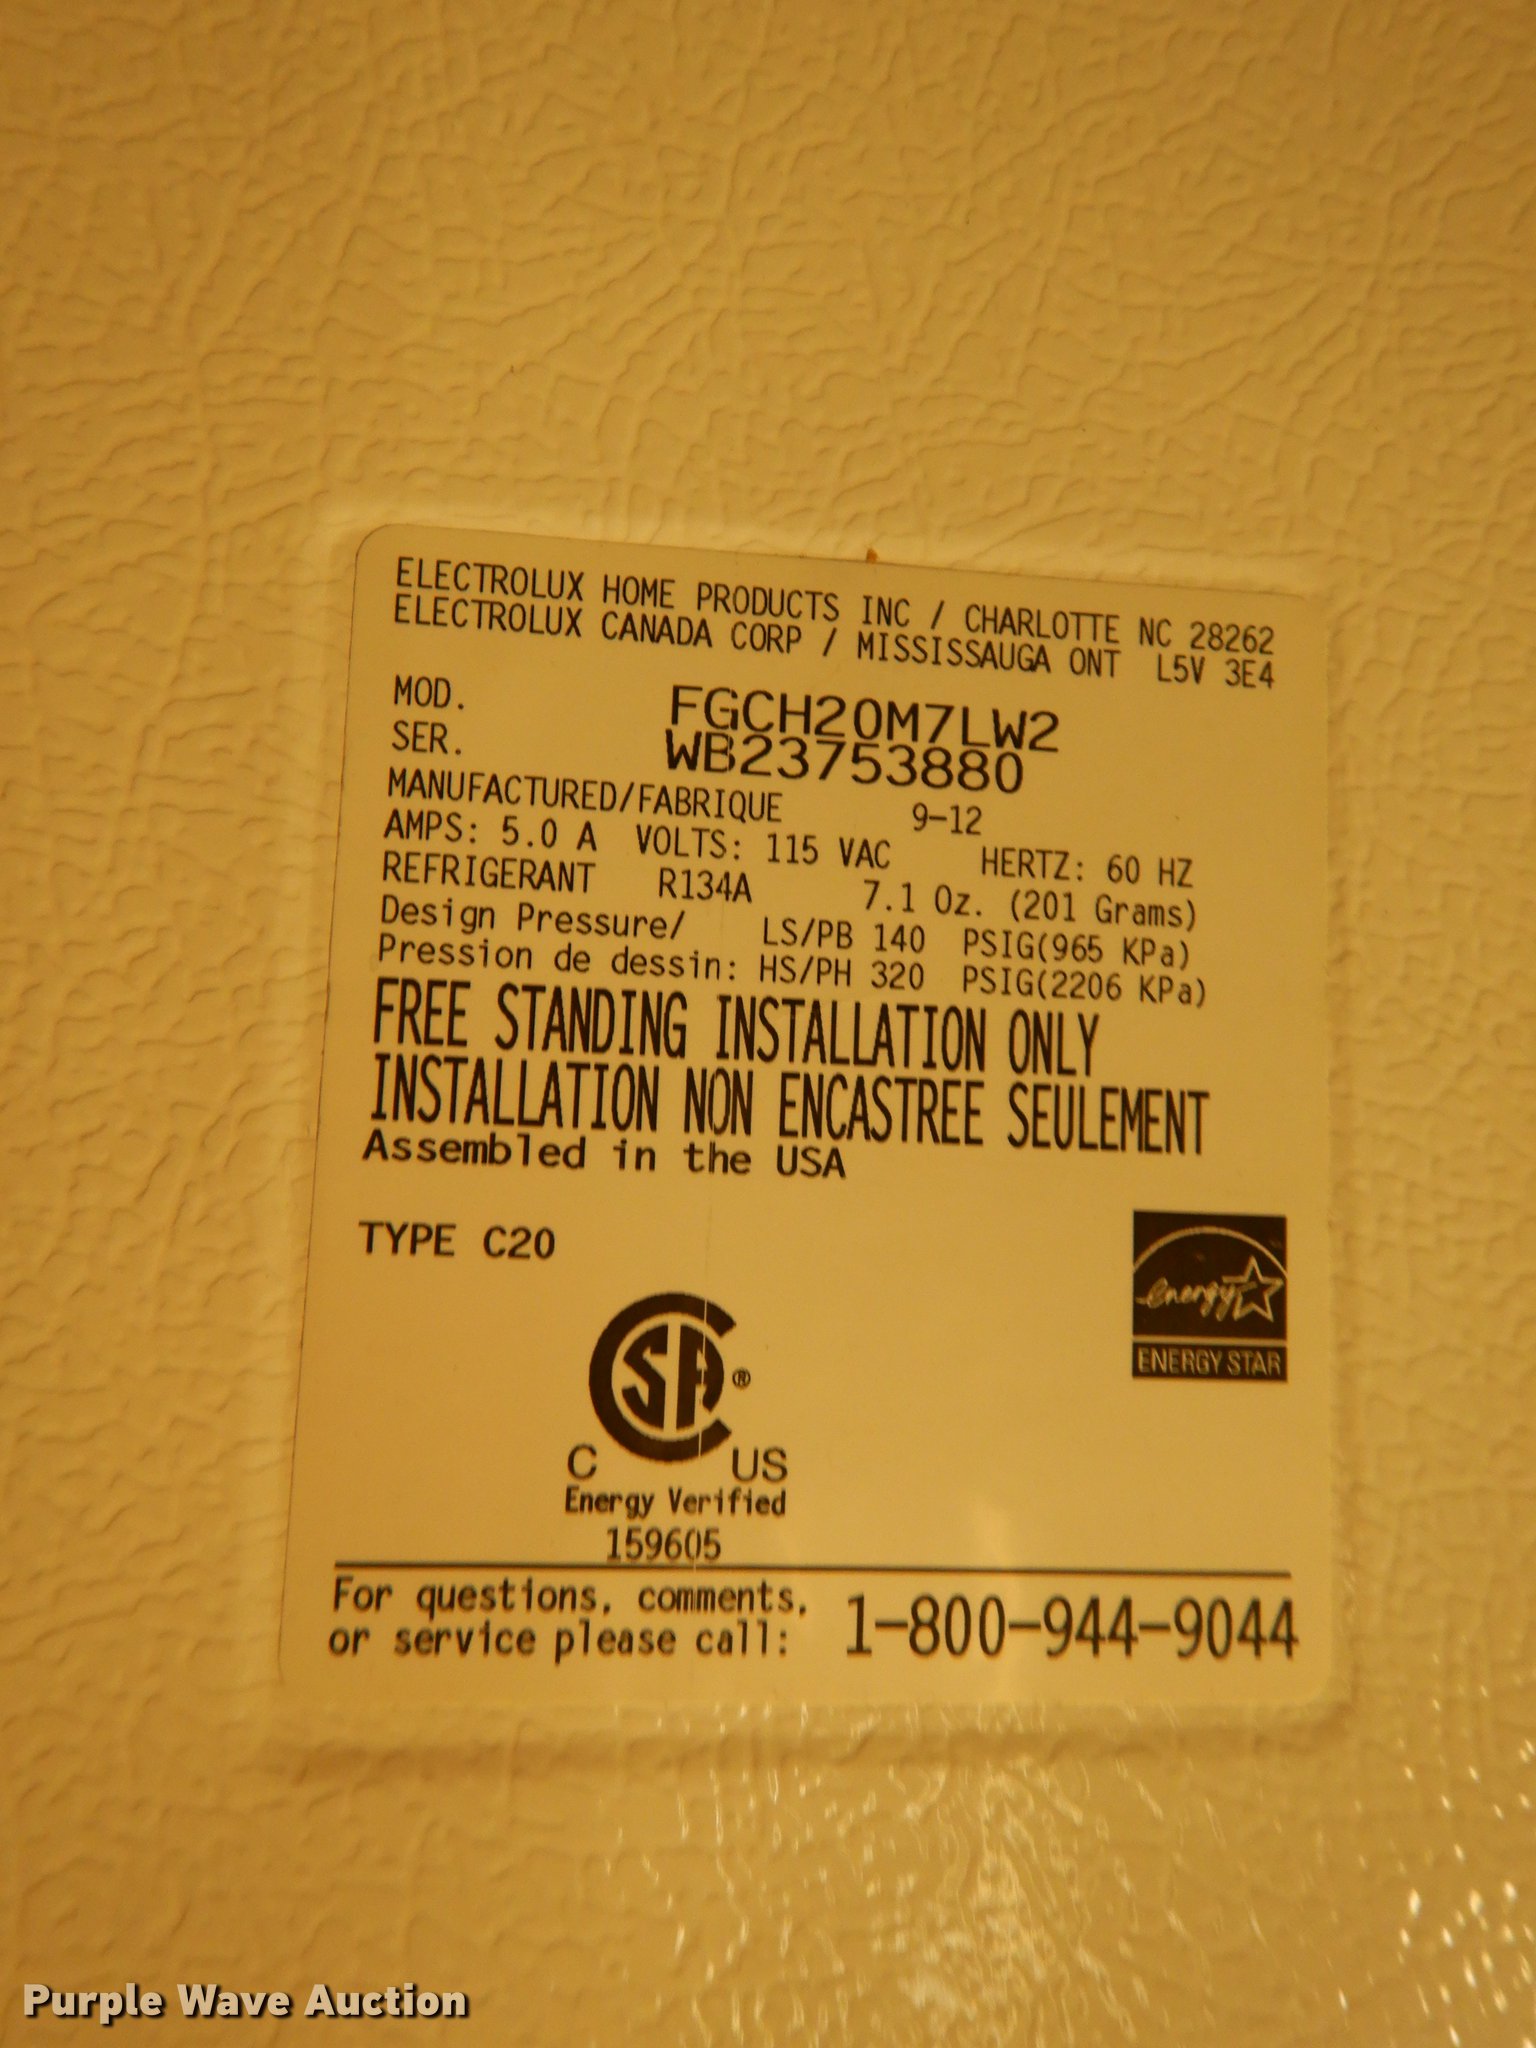 ELECTROLUX HOME PRODUCTS INC / CHARLOTTE NC 28262
ELECTROLUX CANADA CORP / MISSISSAUGA ONT L5V 3E4
MOD. FGCH20M7LW2
SER. WB23753880
MANUFACTURED/FABRIQUE 9-12
AMPS: 5.0 A VOLTS: 115 VAC HERTZ: 60 HZ
REFRIGERANT R134A 7.1 Oz. (201 Grams)
Design Pressure/ LS/PB 140 PSIG(965 KPa)
Pression de dessin: HS/PH 320 PSIG(2206 KPa)
FREE STANDING INSTALLATION ONLY
INSTALLATION NON ENCASTREE SEULEMENT
Assembled in the USA
TYPE C20
energy
ENERGY STAR
SA ®
C US
Energy Verified
159605
For questions, comments,
or service please call: 1-800-944-9044
Purple Wave Auction